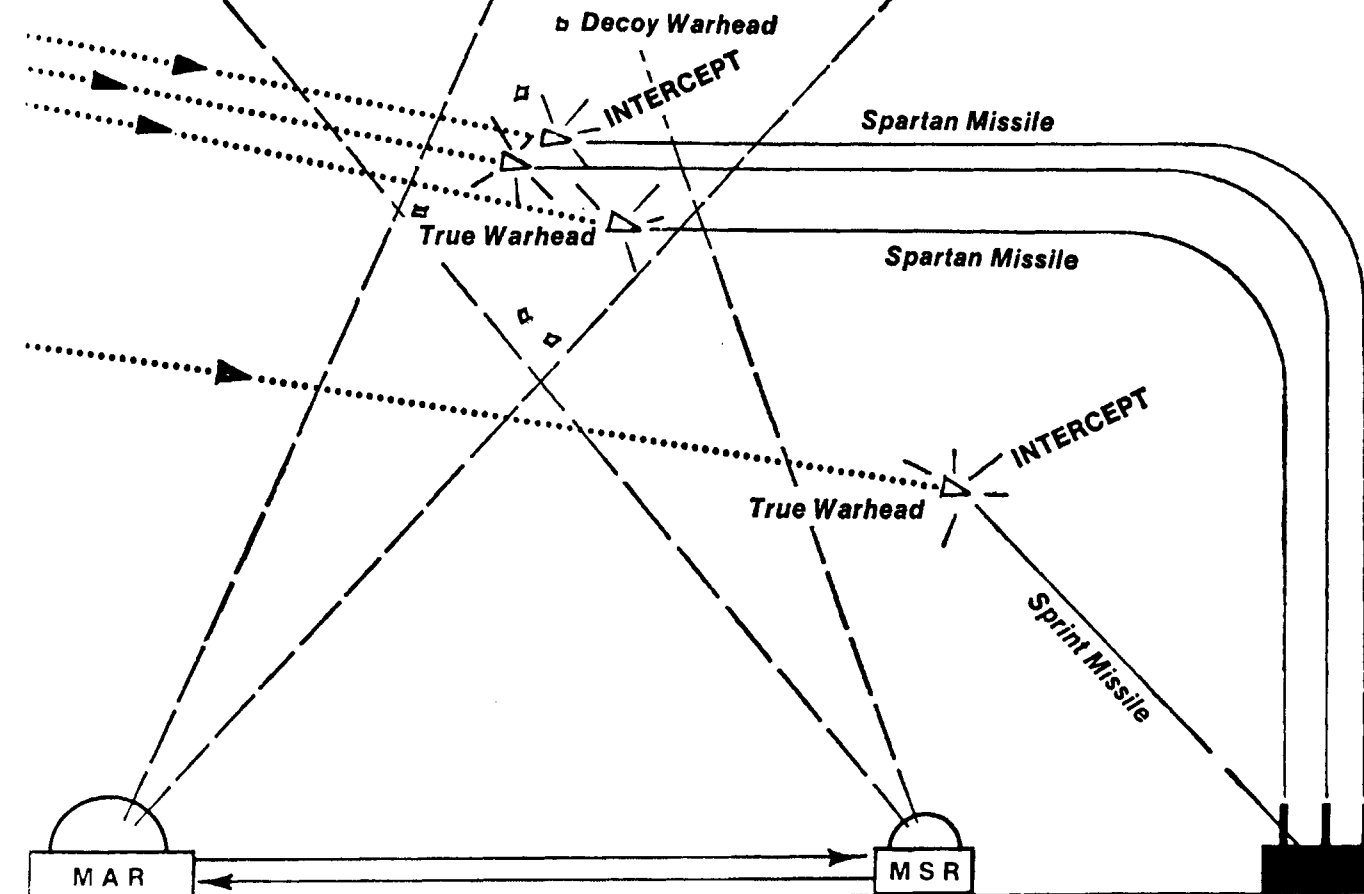 Decoy Warhead
INTERCEPT
Spartan Missile
True Warhead
Spartan Missile
INTERCEPT
True Warhead
Sprint Missile
MAR
MSR